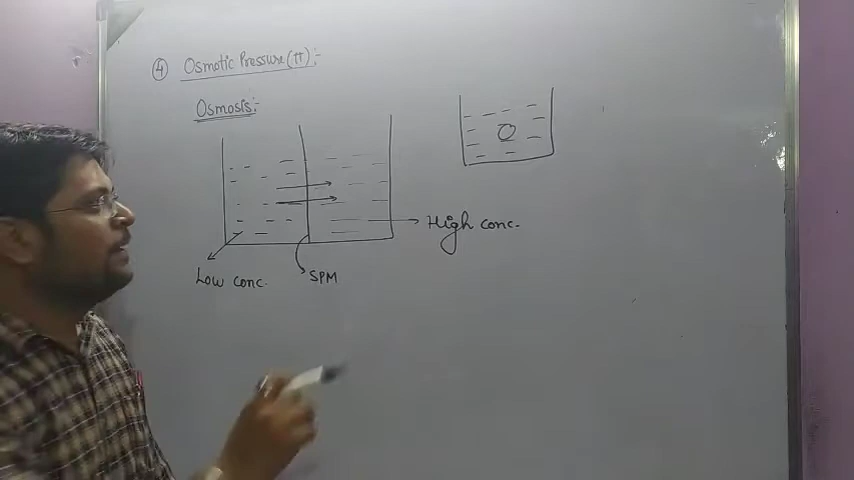 ④ Osmotic Pressure (π):-
Osmosis:-
High conc.
Low conc.
SPM